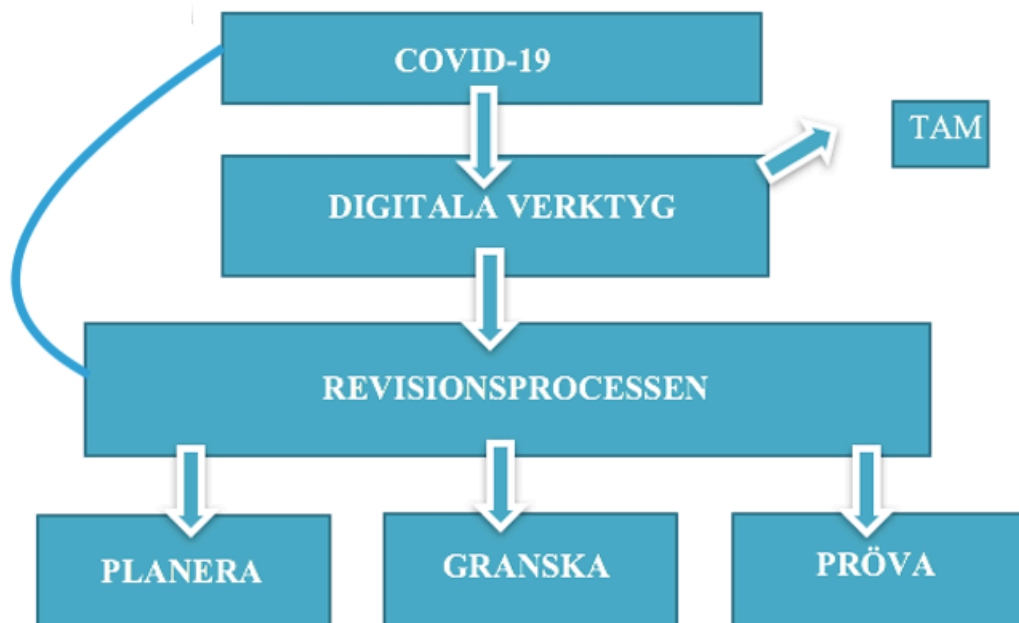 COVID-19
TAM
DIGITALA VERKTYG
REVISIONSPROCESSEN
PLANERA
GRANSKA
PRÖVA